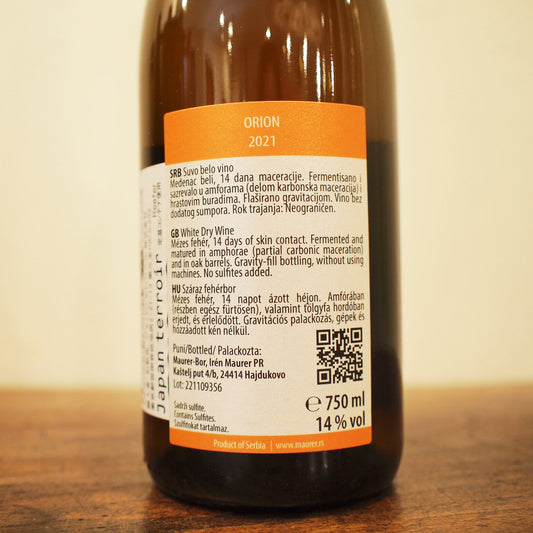 ORION
2021
SRB Suvo belo vino
Medenac beli, 14 dana maceracije. Fermentisano i
sazrevalo u amforama (delom karbonska maceracija) i
hrastovim buradima. Flaširano gravitacijom. Vino bez
dodatog sumpora. Rok trajanja: Neograničen.
GB White Dry Wine
Mézes fehér, 14 days of skin contact. Fermented and
matured in amphorae (partial carbonic maceration)
and in oak barrels. Gravity-fill bottling, without using
machines. No sulfites added.
HU Száraz fehérbor
Mézes fehér, 14 napot ázott héjon. Amfórában
(részben egész fürtösen), valamint tölgyfa hordóban
erjedt, és érlelődött. Gravitációs palackozás, gépek és
hozzáadott kén nélkül.
Puni/Bottled/ Palackozta:
Maurer-Bor, Irén Maurer PR
Kaštelj put 4/b, 24414 Hajdukovo
Lot: 221109356
Sadrži sulfite.
Contains Sulfites.
Szulfitokat tartalmaz.
e 750 ml
14 % vol
Product of Serbia | www.maurer.rs
Japan terroir